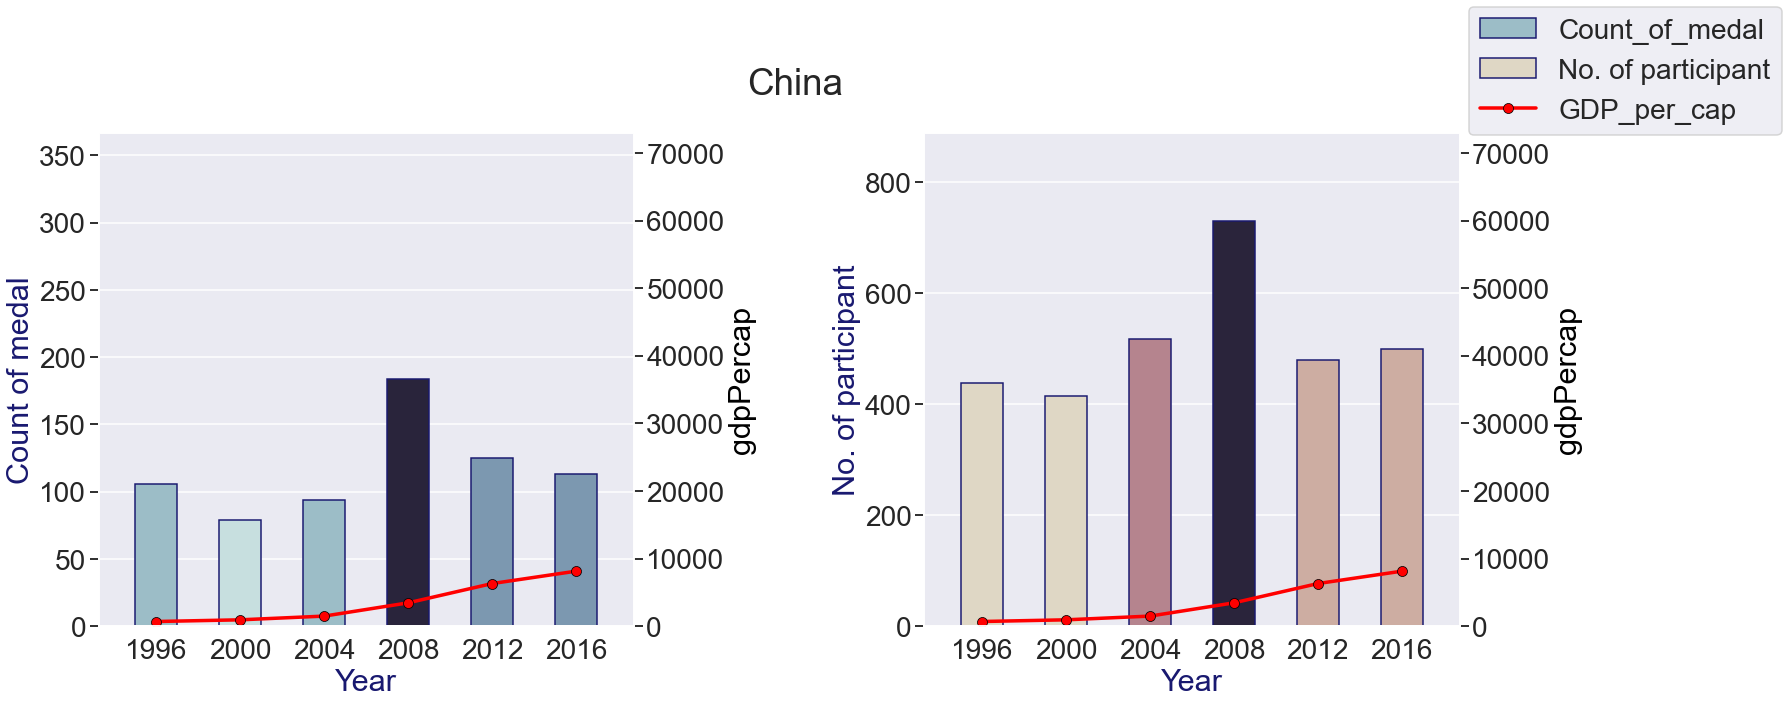 Count_of_medal
No. of participant
GDP_per_cap
China
350
300
250
200
150
100
50
0
Count of medal
70000
60000
50000
40000
30000
20000
10000
0
gdpPercap
1996 2000 2004 2008 2012 2016
Year
800
600
400
200
0
No. of participant
70000
60000
50000
40000
30000
20000
10000
0
gdpPercap
1996 2000 2004 2008 2012 2016
Year